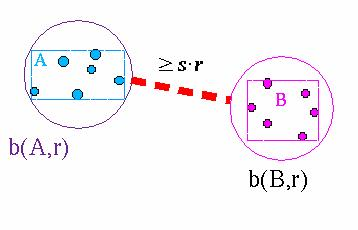 A
≥ s·r
B
b(A,r)
b(B,r)